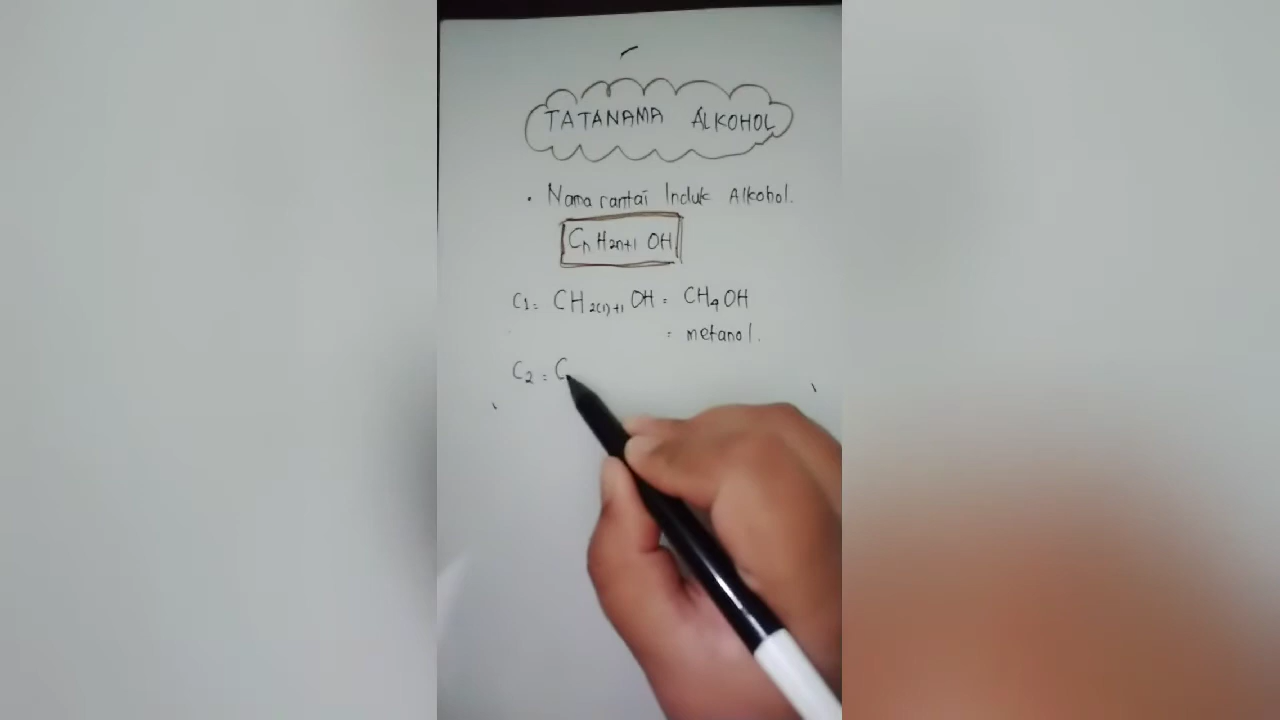 TATANAMA ALKOHOL
• Nama rantai Induk Alkohol.
CnH2n+1 OH
C1 = CH2(1)+1 OH = CH4OH
= metanol.
C2 = C